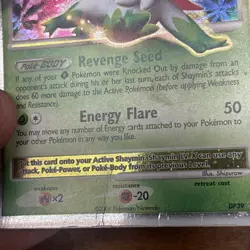 Poké-BODY Revenge Seed
If any of your Pokémon were Knocked Out by damage from an
opponent's attack during his or her last turn, each of Shaymin's attacks
does 60 more damage to the Active Pokémon (before applying Weakness
and Resistance).
Energy Flare 50
You may move any number of Energy cards attached to your Pokémon
to your other Pokémon in any way you like.
Put this card onto your Active Shaymin. Shaymin LV.X can use any
attack, Poké-Power, or Poké-Body from its previous Level.
Illus. Shizurow
weakness resistance retreat cost
×2 -20
Pokémon/Nintendo DP39